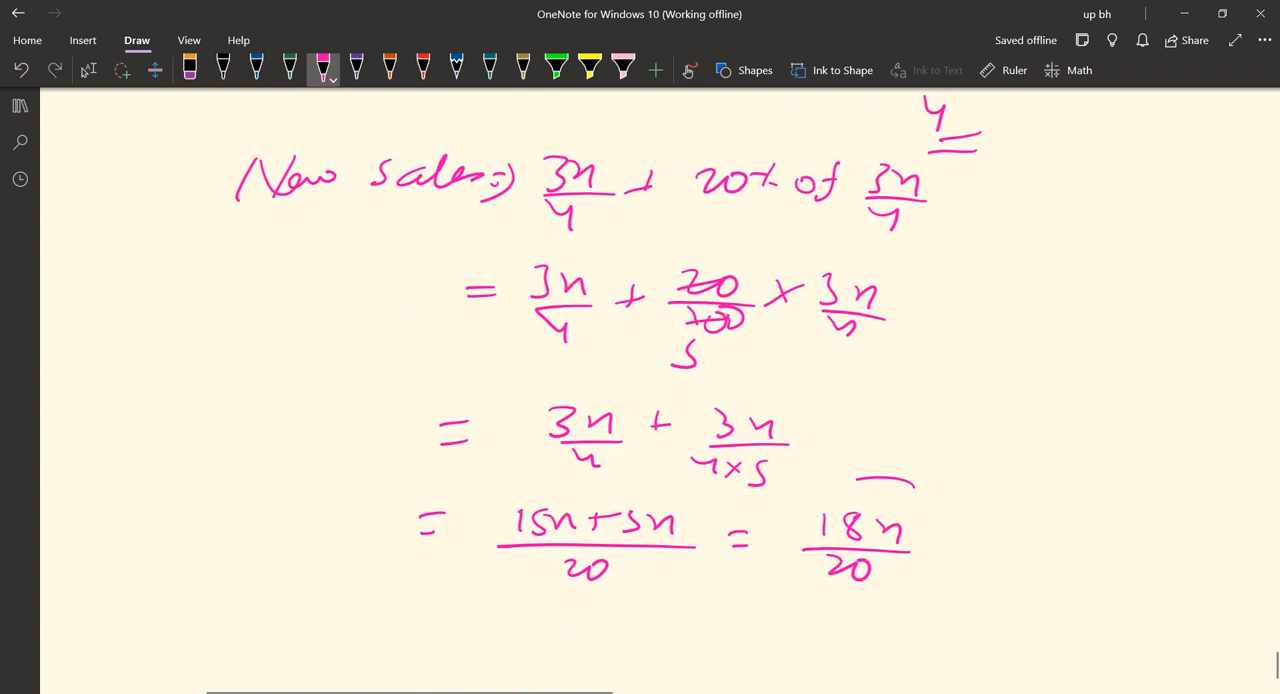 OneNote for Windows 10 (Working offline)
up bh
Home Insert Draw View Help
Saved offline
Share
Shapes
Ink to Shape
Ink to Text
Ruler
Math
4
New sales => 3n/4 + 20% of 3n/4
= 3n/4 + 20/100 × 3n/4
5
= 3n/4 + 3n/4×5
= 15n+3n/20 = 18n/20